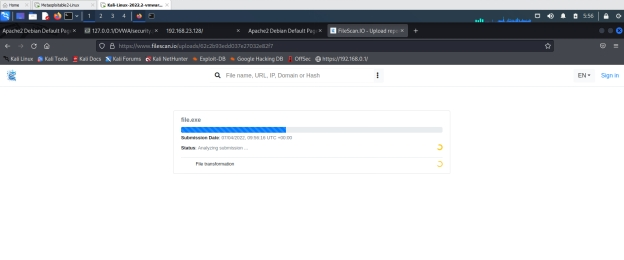 Home Metasploitable2-Linux Kali-Linux-2022.2-vmwar...
1 2 3 4 5:56
Apache2 Debian Default Pag 127.0.0.1/DVWA/security 192.168.23.128/ Apache2 Debian Default Pag FileScan.IO - Upload rep
https://www.filescan.io/uploads/
Kali Linux Kali Tools Kali Docs Kali Forums Kali NetHunter Exploit-DB Google Hacking DB OffSec https://192.168.0.1/
File name, URL, IP, Domain or Hash EN Sign in
file.exe
Submission Date: 07/04/2022, 09:56:16 UTC +00:00
Status: Analyzing submission ...
File transformation